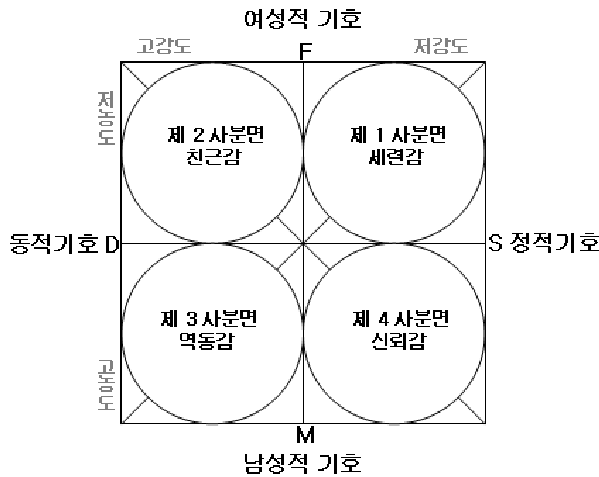 여성적 기호
고강도
저강도
F
저농도
제 2 사분면
친근감
제 1 사분면
세련감
동적기호 D
S 정적기호
제 3 사분면
역동감
제 4 사분면
신뢰감
고농도
M
남성적 기호